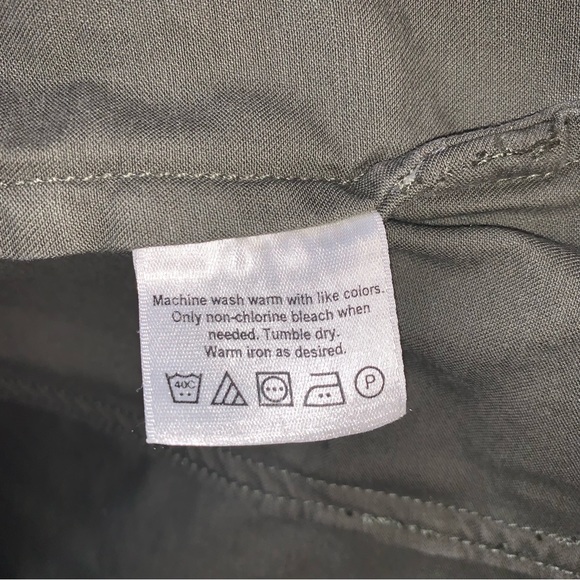 Machine wash warm with like colors.
Only non-chlorine bleach when
needed. Tumble dry.
Warm iron as desired.
40C P